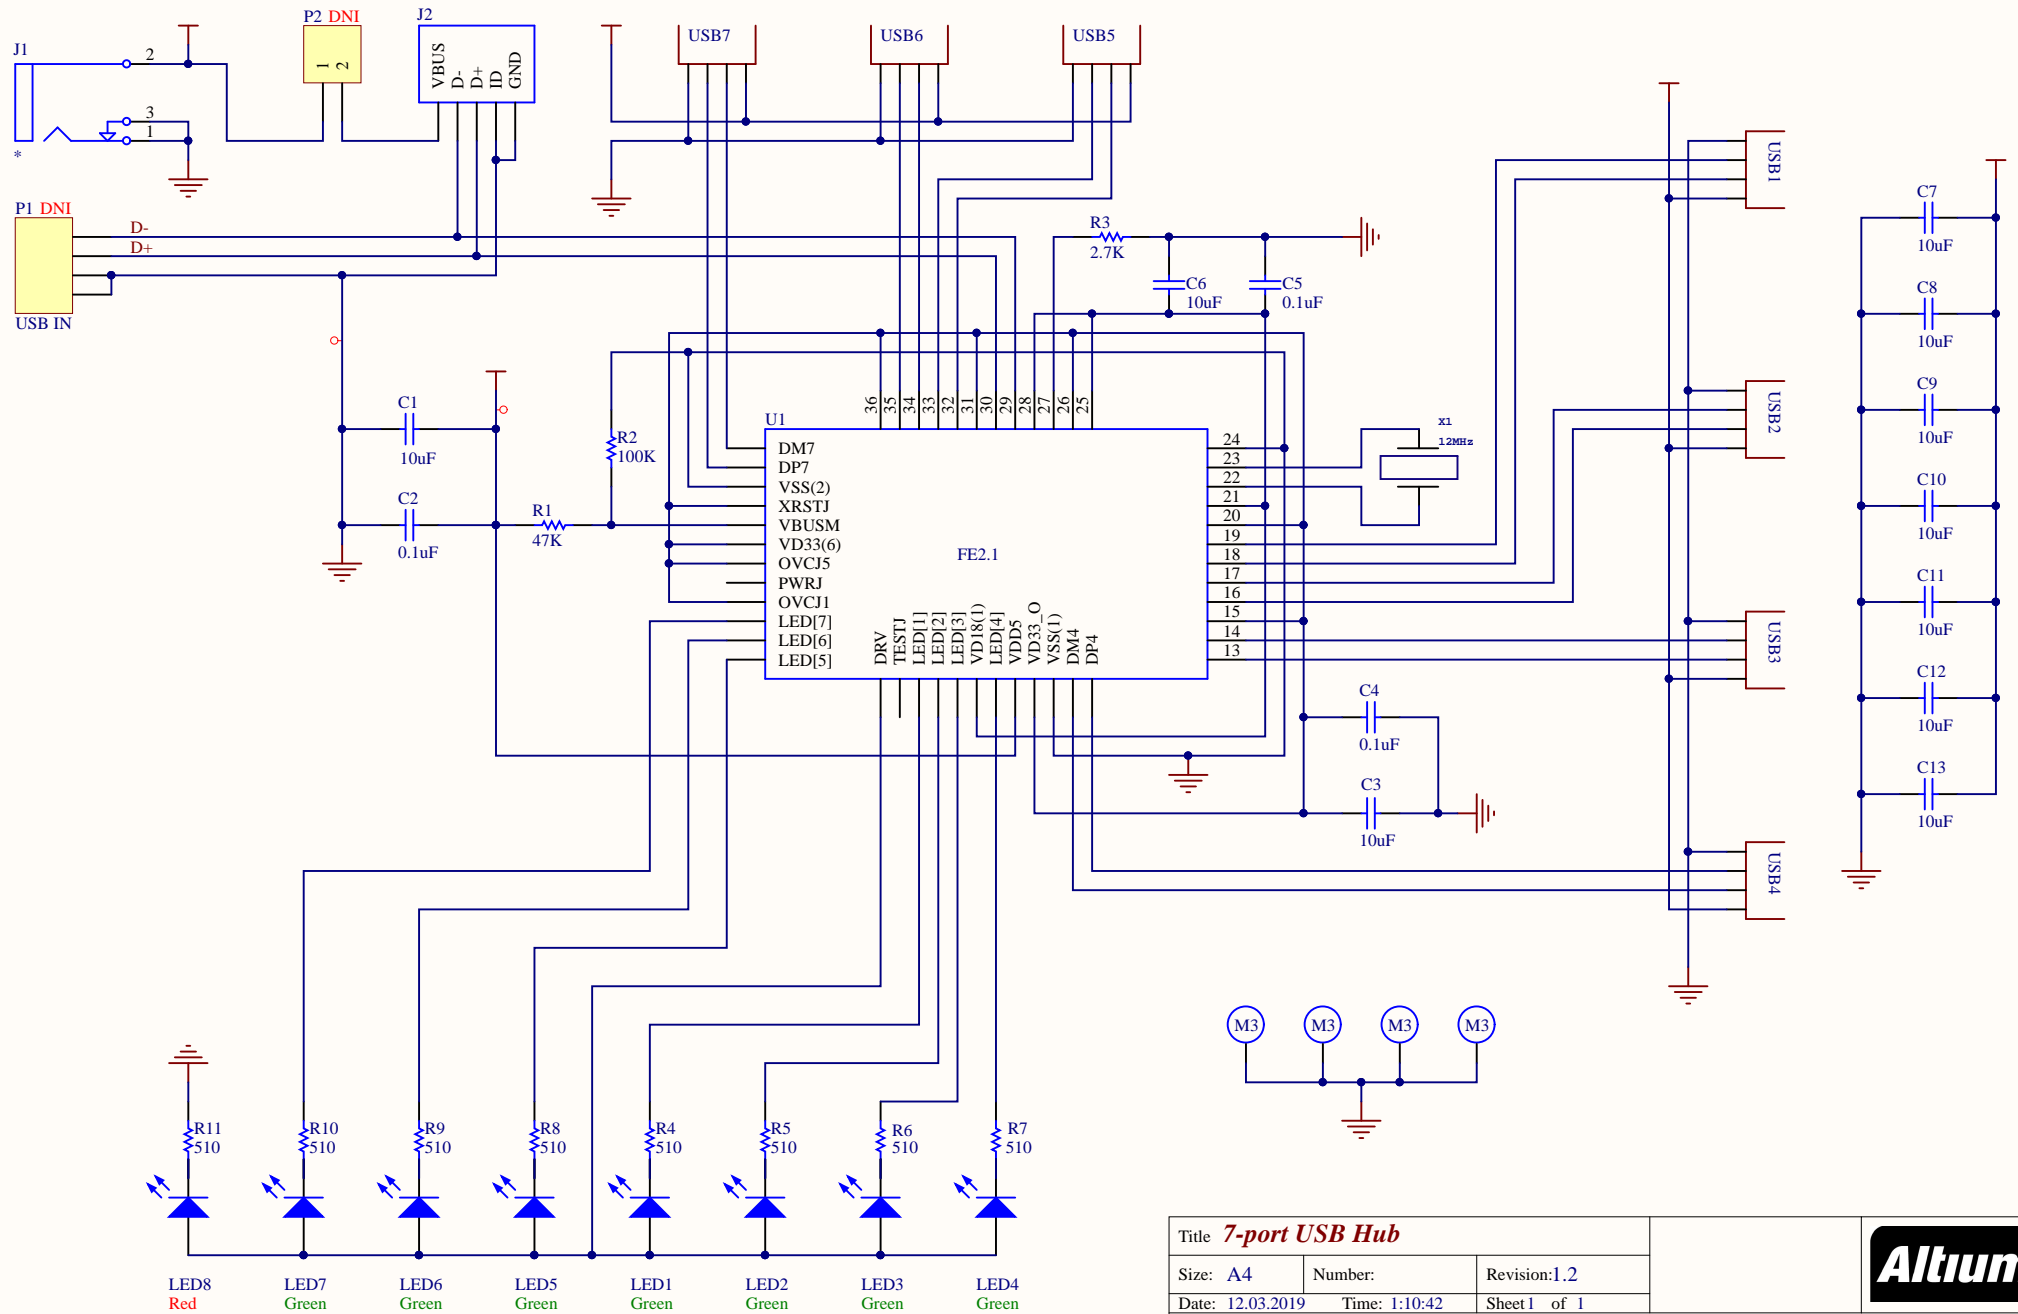 P2 DNI
J2
J1
2
3
1
*
1
2
VBUS
D-
D+
ID
GND
USB7
USB6
USB5
P1 DNI
D-
D+
USB IN
R3
2.7K
C6
10uF
C5
0.1uF
USB1
USB2
USB3
USB4
C7
10uF
C8
10uF
C9
10uF
C10
10uF
C11
10uF
C12
10uF
C13
10uF
C1
10uF
C2
0.1uF
R1
47K
R2
100K
U1
36
35
34
33
32
31
30
29
28
27
26
25
DM7
DP7
VSS(2)
XRSTJ
VBUSM
VD33(6)
OVCJ5
PWRJ
OVCJ1
LED[7]
LED[6]
LED[5]
FE2.1
DRV
TESTJ
LED[1]
LED[2]
LED[3]
VD18(1)
LED[4]
VDD5
VD33_O
VSS(1)
DM4
DP4
24
23
22
21
20
19
18
17
16
15
14
13
X1
12MHz
C4
0.1uF
C3
10uF
M3
M3
M3
M3
R11
510
R10
510
R9
510
R8
510
R4
510
R5
510
R6
510
R7
510
LED8
Red
LED7
Green
LED6
Green
LED5
Green
LED1
Green
LED2
Green
LED3
Green
LED4
Green
Title 7-port USB Hub
Size: A4 Number: Revision:1.2
Date: 12.03.2019 Time: 1:10:42 Sheet1 of 1
Altium